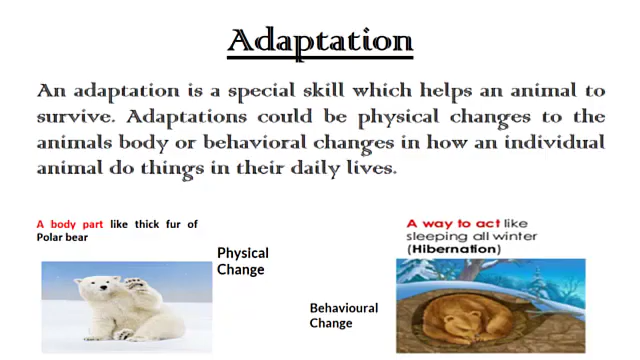 Adaptation
An adaptation is a special skill which helps an animal to
survive. Adaptations could be physical changes to the
animals body or behavioral changes in how an individual
animal do things in their daily lives.
A body part like thick fur of
Polar bear
A way to act like
sleeping all winter
(Hibernation)
Physical
Change
Behavioural
Change